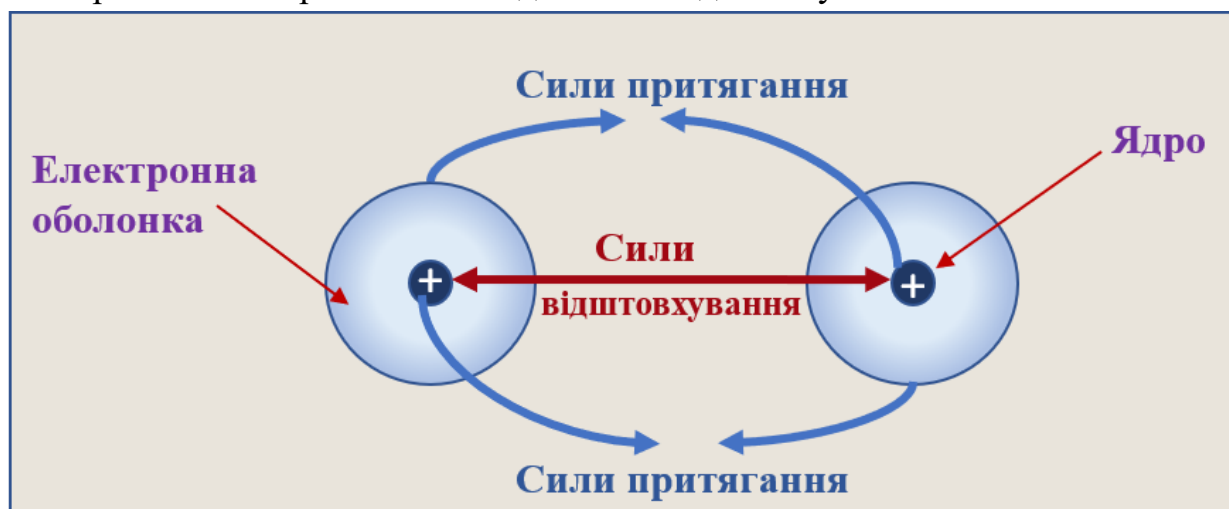 Сили притягання
Ядро
Електронна
оболонка
Сили
+
+
відштовхування
Сили притягання